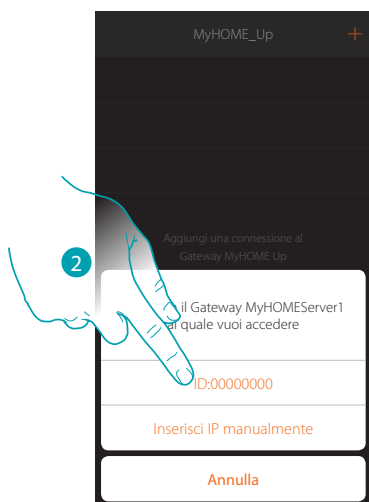 MyHOME_Up +
Aggiungi una connessione al
Gateway MyHOME Up
2
il Gateway MyHOMEServer1
al quale vuoi accedere
ID:00000000
Inserisci IP manualmente
Annulla